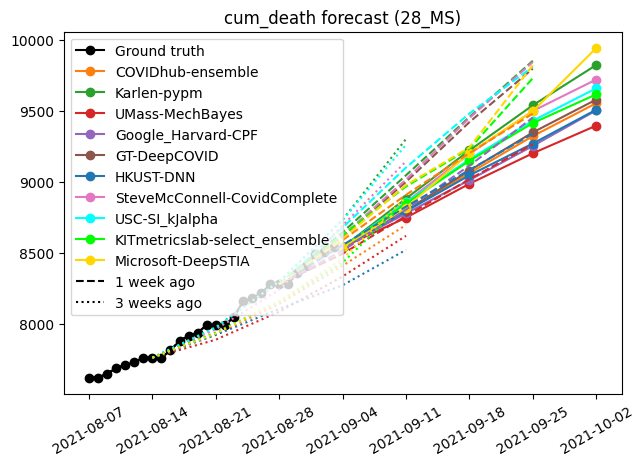 cum_death forecast (28_MS)
10000
9500
9000
8500
8000
Ground truth
COVIDhub-ensemble
Karlen-pypm
UMass-MechBayes
Google_Harvard-CPF
GT-DeepCOVID
HKUST-DNN
SteveMcConnell-CovidComplete
USC-SI_kJalpha
KITmetricslab-select_ensemble
Microsoft-DeepSTIA
1 week ago
3 weeks ago
2021-08-07
2021-08-14
2021-08-21
2021-08-28
2021-09-04
2021-09-11
2021-09-18
2021-09-25
2021-10-02